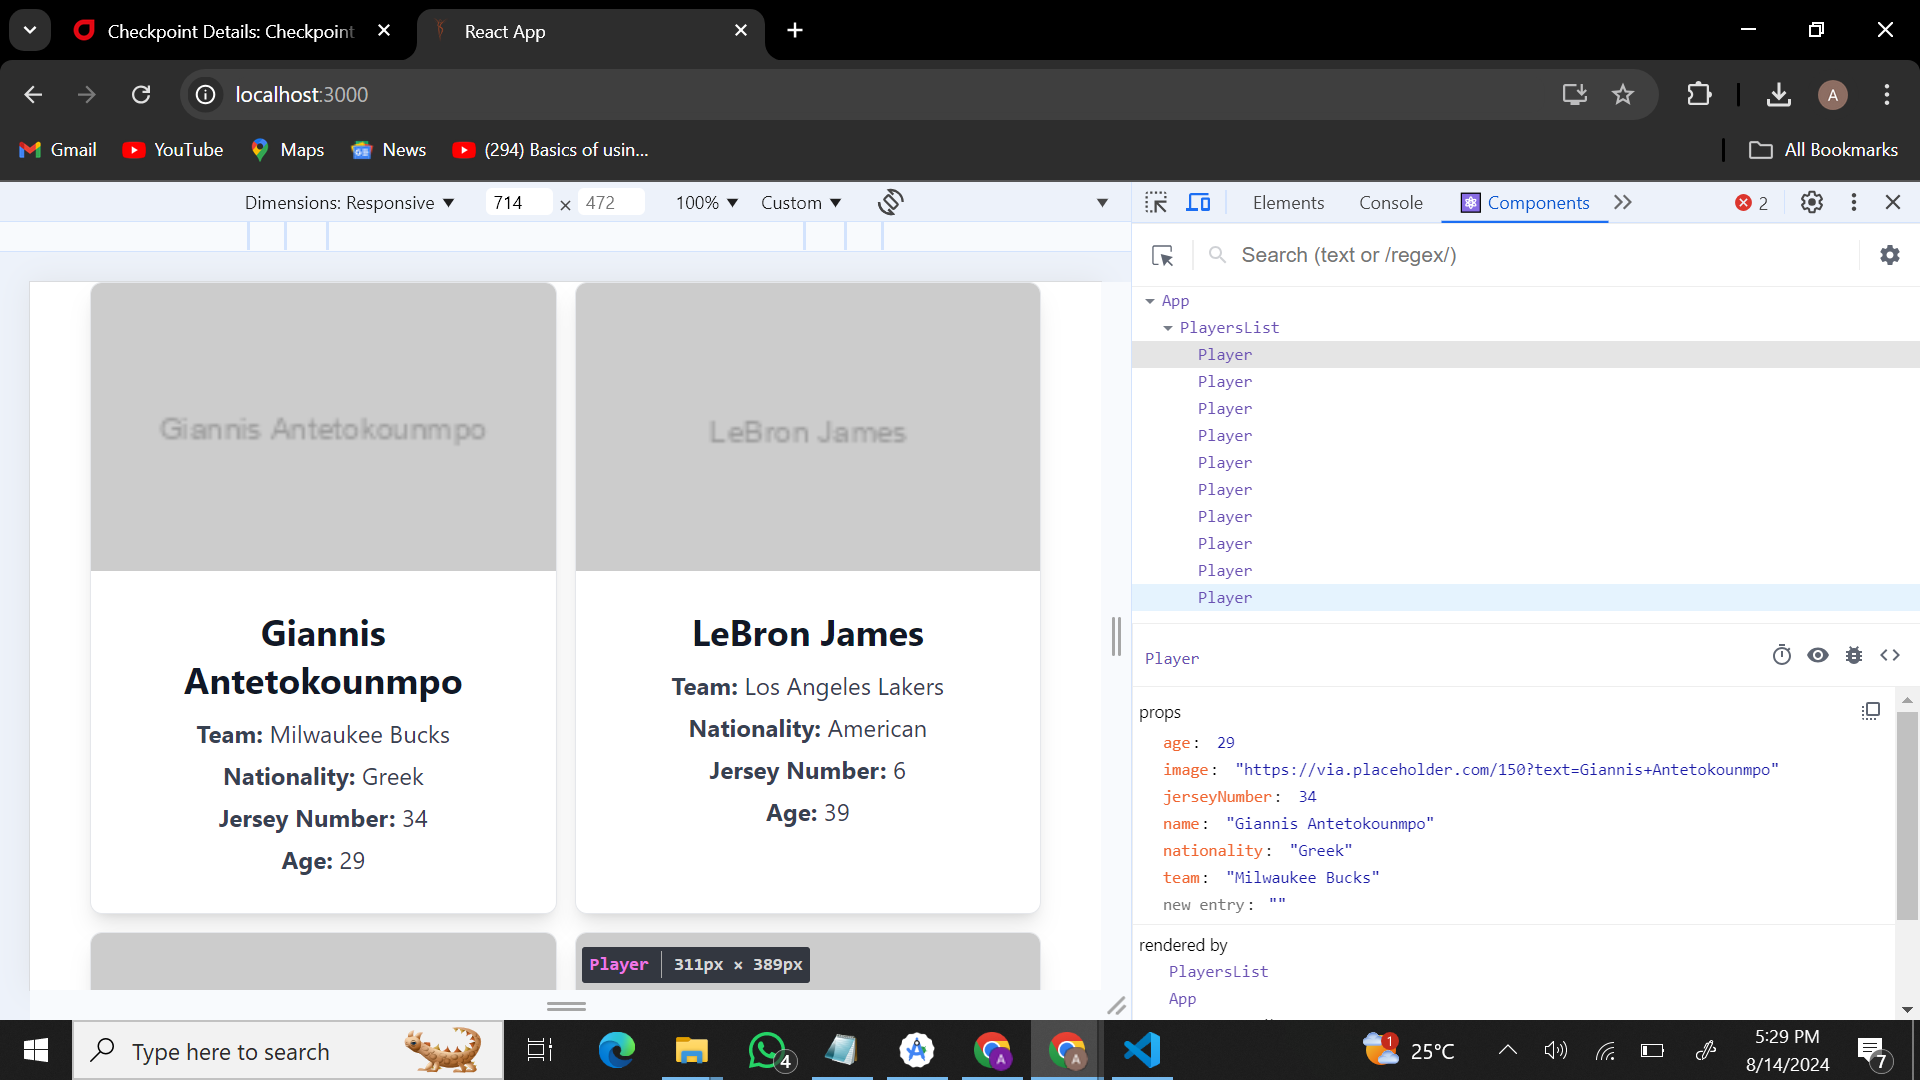 Checkpoint Details: Checkpoint
React App
localhost:3000
A
Gmail
YouTube
Maps
News
(294) Basics of usin...
All Bookmarks
Dimensions: Responsive
714 × 472
100%
Custom
Elements
Console
Components
2
Search (text or /regex/)
App
PlayersList
Player
Player
Player
Player
Player
Player
Player
Player
Player
Player
Giannis Antetokounmpo
LeBron James
Giannis
Antetokounmpo
Team: Milwaukee Bucks
Nationality: Greek
Jersey Number: 34
Age: 29
LeBron James
Team: Los Angeles Lakers
Nationality: American
Jersey Number: 6
Age: 39
Player | 311px × 389px
Player
props
age: 29
image: "https://via.placeholder.com/150?text=Giannis+Antetokounmpo"
jerseyNumber: 34
name: "Giannis Antetokounmpo"
nationality: "Greek"
team: "Milwaukee Bucks"
new entry: ""
rendered by
PlayersList
App
Type here to search
4
A
A
1
25°C
5:29 PM
8/14/2024
7